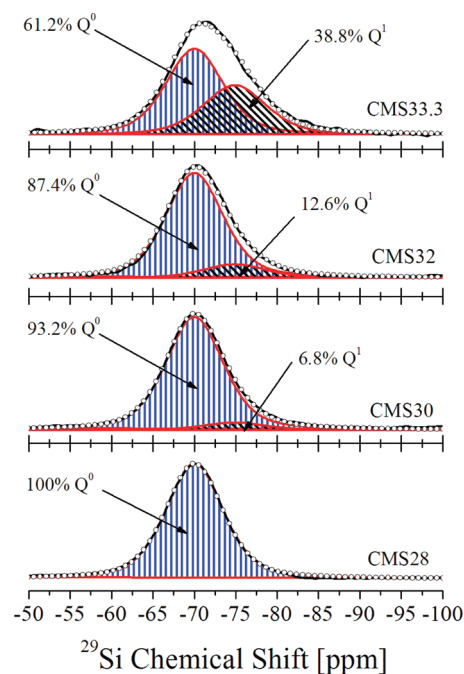 61.2% Q⁰
38.8% Q¹
CMS33.3
87.4% Q⁰
12.6% Q¹
CMS32
93.2% Q⁰
6.8% Q¹
CMS30
100% Q⁰
CMS28
-50 -55 -60 -65 -70 -75 -80 -85 -90 -95 -100
²⁹Si Chemical Shift [ppm]